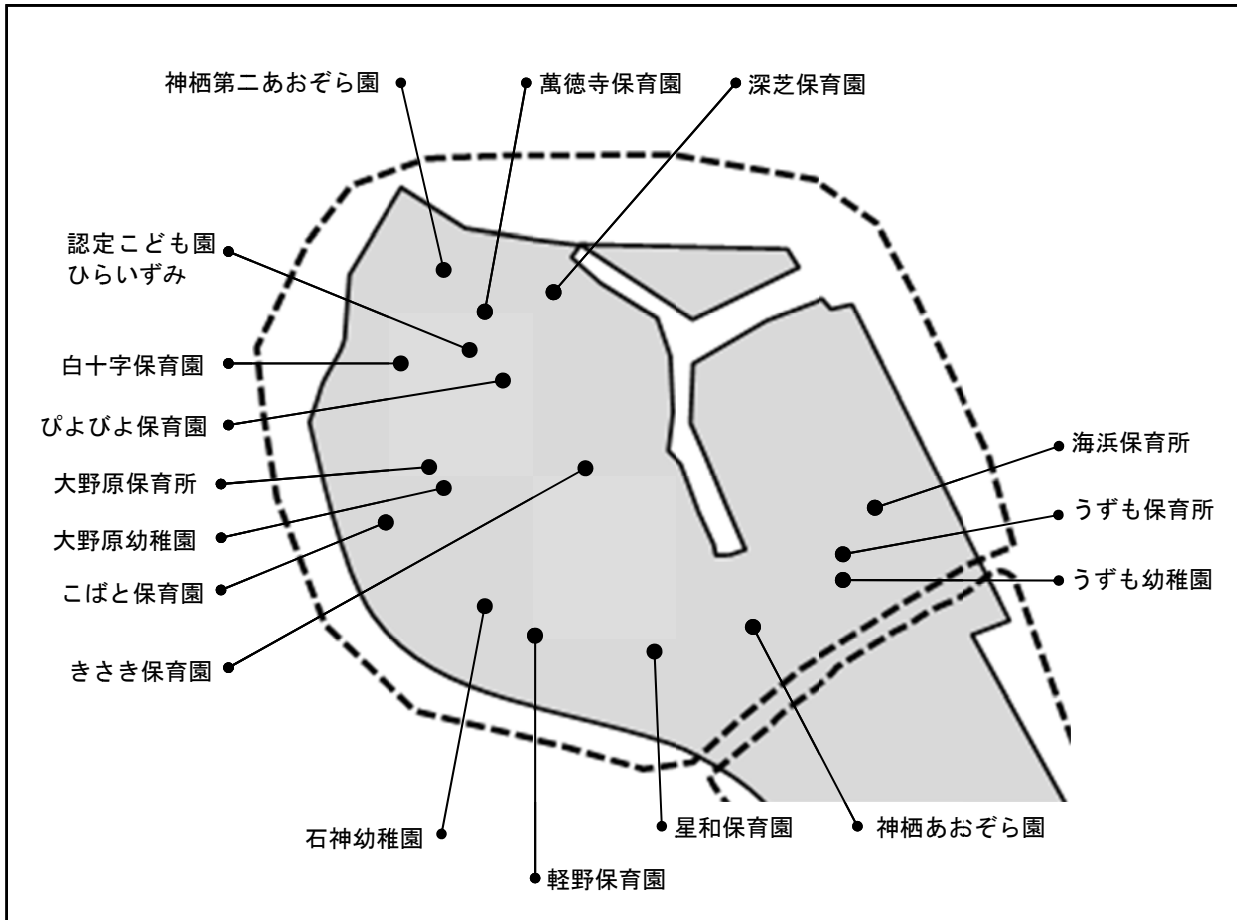 神栖第二あおぞら園
萬徳寺保育園
深芝保育園
認定こども園
ひらいずみ
白十字保育園
ぴよぴよ保育園
大野原保育所
大野原幼稚園
こばと保育園
きさき保育園
海浜保育所
うずも保育所
うずも幼稚園
石神幼稚園
軽野保育園
星和保育園
神栖あおぞら園